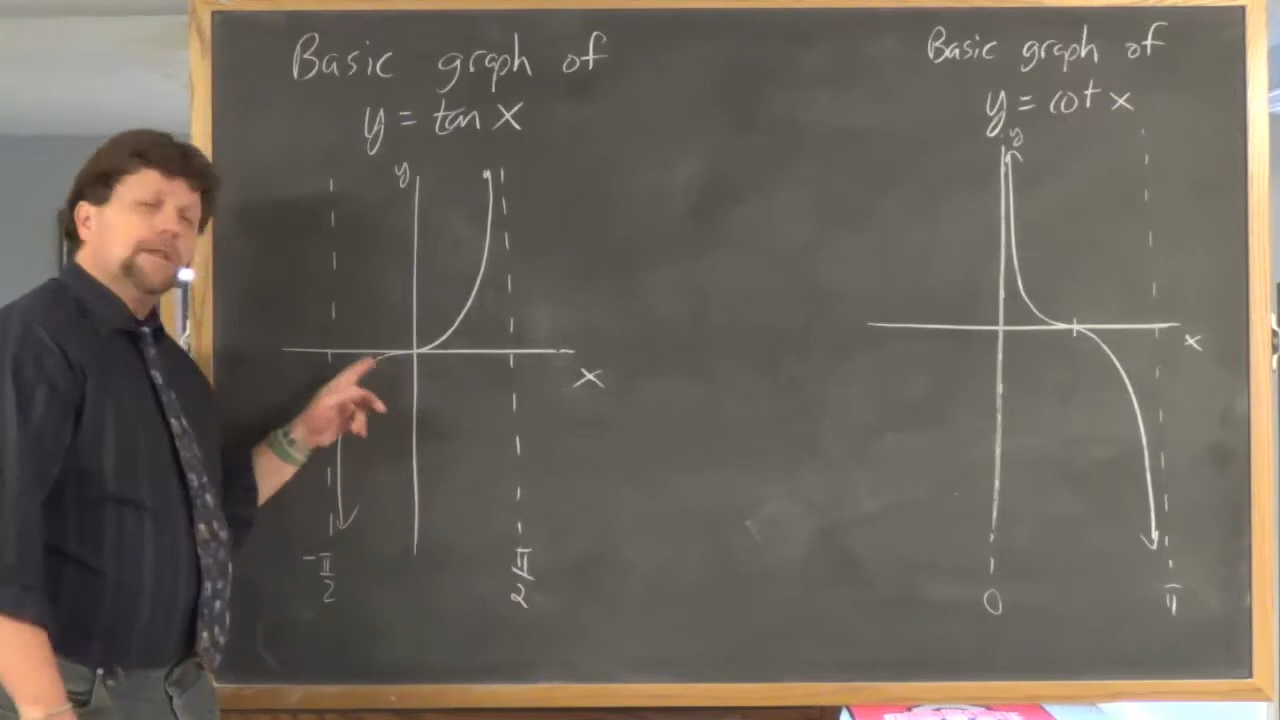 Basic graph of
y = tan x
y
x
-π/2
π/2
Basic graph of
y = cot x
y
x
0
π